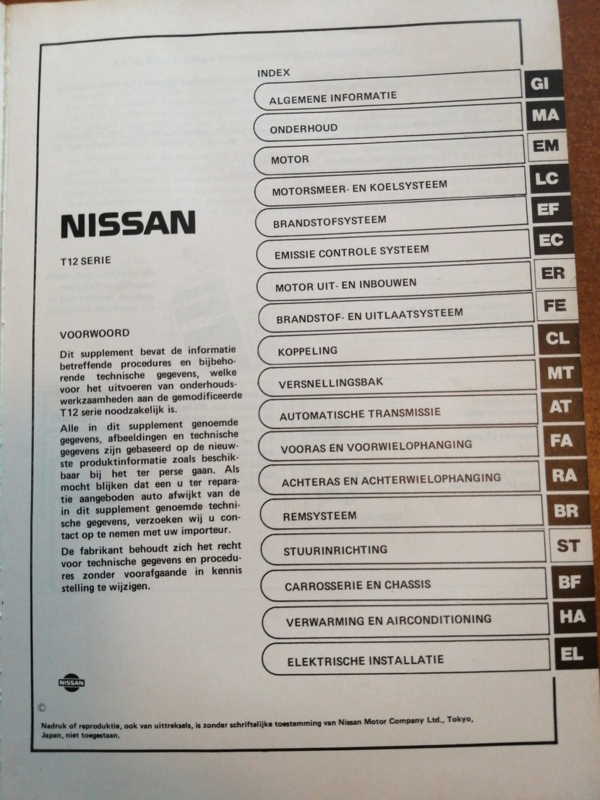 INDEX
ALGEMENE INFORMATIE GI
ONDERHOUD MA
MOTOR EM
MOTORSMEER- EN KOELSYSTEEM LC
BRANDSTOFSYSTEEM EF
EMISSIE CONTROLE SYSTEEM EC
MOTOR UIT- EN INBOUWEN ER
BRANDSTOF- EN UITLAATSYSTEEM FE
KOPPELING CL
VERSNELLINGSBAK MT
AUTOMATISCHE TRANSMISSIE AT
VOORAS EN VOORWIELOPHANGING FA
ACHTERAS EN ACHTERWIELOPHANGING RA
REMSYSTEEM BR
STUURINRICHTING ST
CARROSSERIE EN CHASSIS BF
VERWARMING EN AIRCONDITIONING HA
ELEKTRISCHE INSTALLATIE EL
NISSAN
T12 SERIE
VOORWOORD
Dit supplement bevat de informatie
betreffende procedures en bijbeho-
rende technische gegevens, welke
voor het uitvoeren van onderhouds-
werkzaamheden aan de gemodificeerde
T12 serie noodzakelijk is.
Alle in dit supplement genoemde
gegevens, afbeeldingen en technische
gegevens zijn gebaseerd op de nieuw-
ste produktinformatie zoals beschik-
baar bij het ter perse gaan. Als
mocht blijken dat een u ter repara-
tie aangeboden auto afwijkt van de
in dit supplement genoemde techni-
sche gegevens, verzoeken wij u con-
tact op te nemen met uw importeur.
De fabrikant behoudt zich het recht
voor technische gegevens en procedu-
res zonder voorafgaande in kennis
stelling te wijzigen.
NISSAN
©
Nadruk of reproduktie, ook van uittreksels, is zonder schriftelijke toestemming van Nissan Motor Company Ltd., Tokyo,
Japan, niet toegestaan.